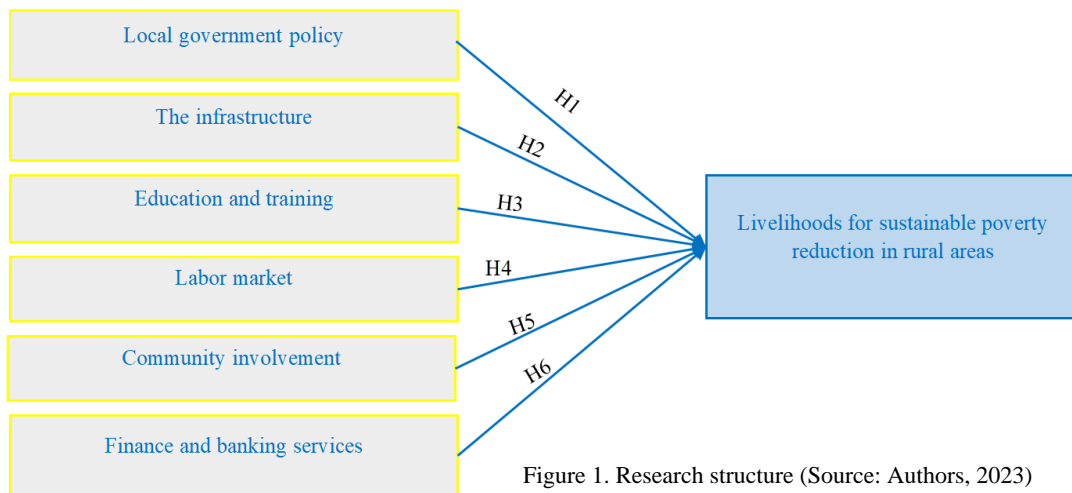 Local government policy
H1
The infrastructure
H2
Education and training
H3
Livelihoods for sustainable poverty
reduction in rural areas
Labor market
H4
Community involvement
H5
Finance and banking services
H6
Figure 1. Research structure (Source: Authors, 2023)